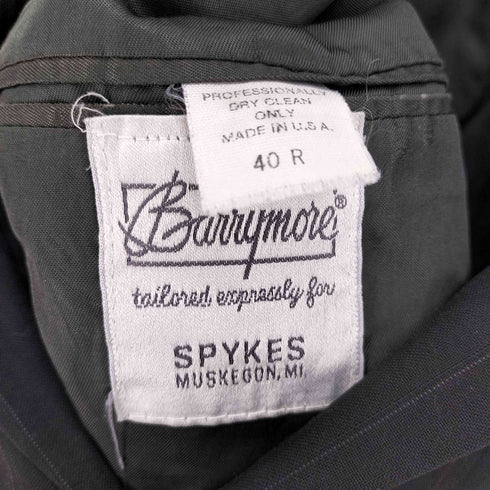 PROFESSIONALLY
DRY CLEAN
ONLY
MADE IN U.S.A.
40 R
Barrymore®
tailored expressly for
SPYKES
MUSKEGON, MI.